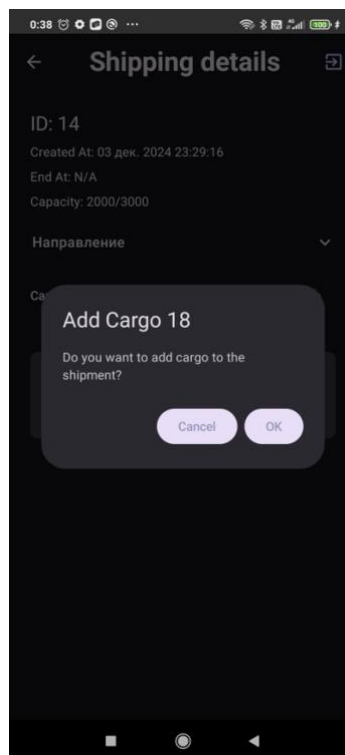 0:38
Shipping details
ID: 14
Created At: 03 дек. 2024 23:29:16
End At: N/A
Capacity: 2000/3000
Направление
Ca
Add Cargo 18
Do you want to add cargo to the
shipment?
Cancel OK